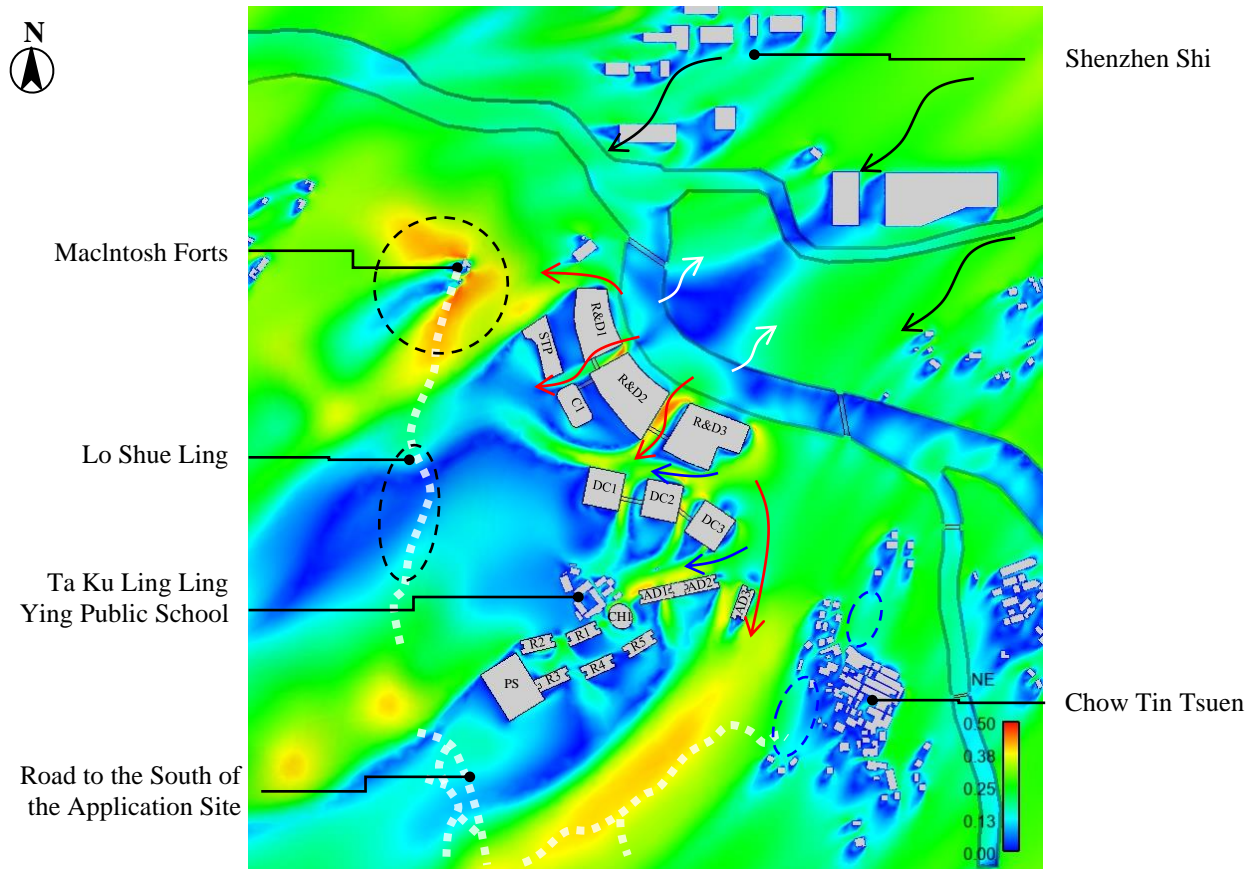 N
Shenzhen Shi
MacIntosh Forts
R&D1
STP
R&D2
C1
R&D3
Lo Shue Ling
DC1
DC2
DC3
Ta Ku Ling Ling
Ying Public School
AD1
AD2
AD3
CH1
R1
R2
R5
R4
R3
PS
NE
Chow Tin Tsuen
0.50
0.38
0.25
0.13
0.00
Road to the South of
the Application Site